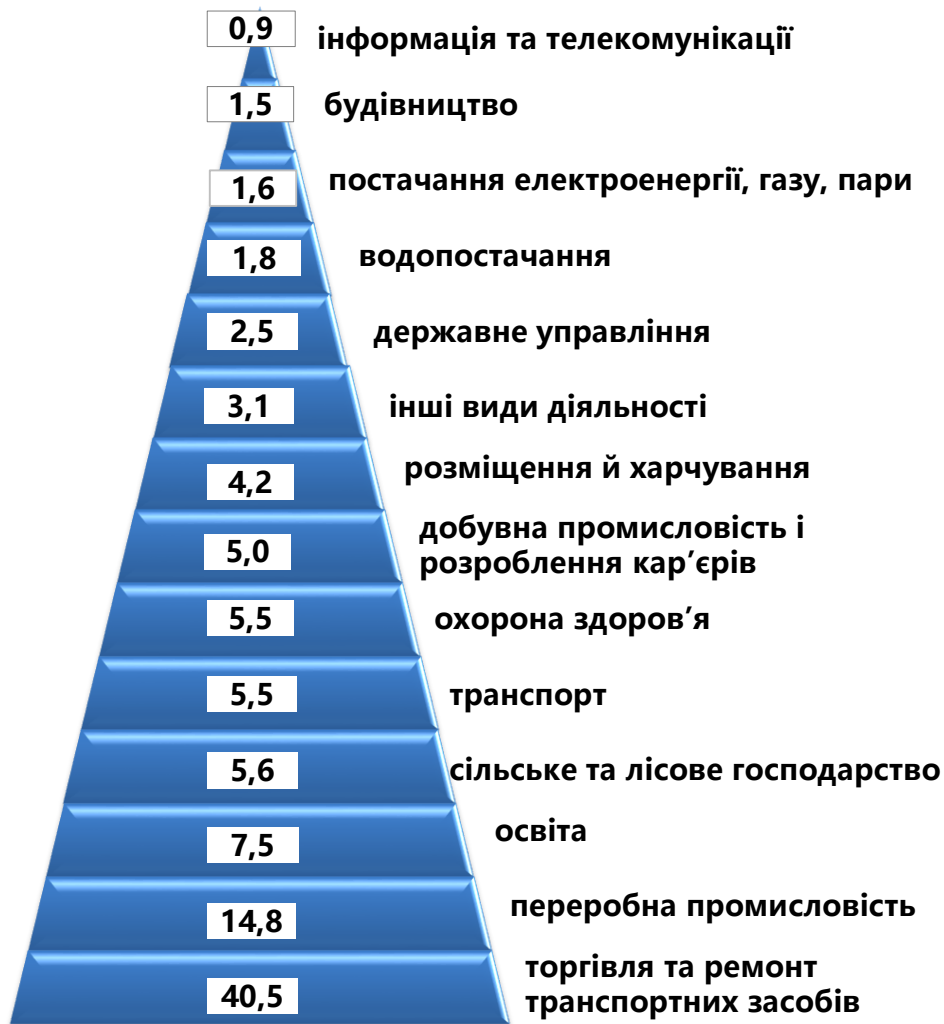 0,9 інформація та телекомунікації
1,5 будівництво
1,6 постачання електроенергії, газу, пари
1,8 водопостачання
2,5 державне управління
3,1 інші види діяльності
4,2 розміщення й харчування
5,0 добувна промисловість і
розроблення кар’єрів
5,5 охорона здоров’я
5,5 транспорт
5,6 сільське та лісове господарство
7,5 освіта
14,8 переробна промисловість
40,5 торгівля та ремонт
транспортних засобів